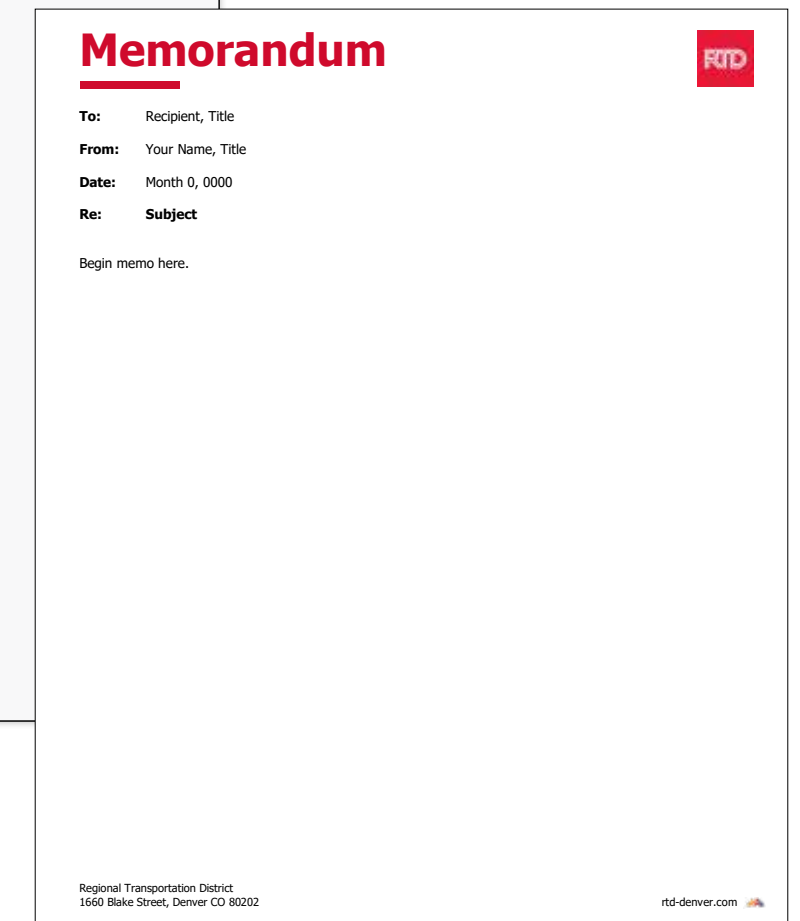 Memorandum
RTD
To: Recipient, Title
From: Your Name, Title
Date: Month 0, 0000
Re: Subject
Begin memo here.
Regional Transportation District
1660 Blake Street, Denver CO 80202
rtd-denver.com